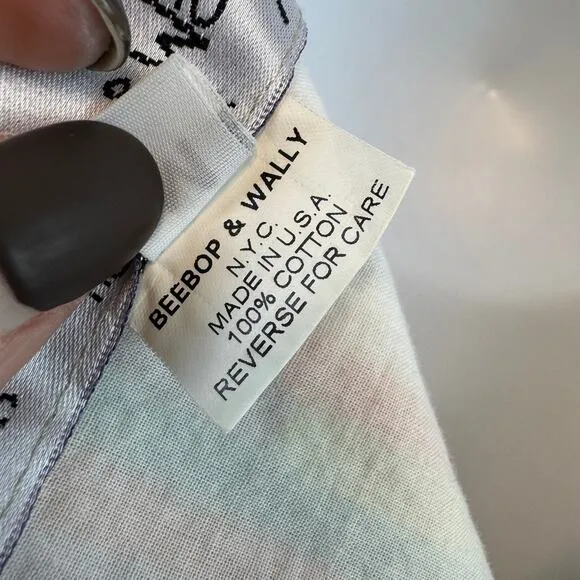 BEEBOP & WALLY
N.Y.C.
MADE IN U.S.A.
100% COTTON
REVERSE FOR CARE